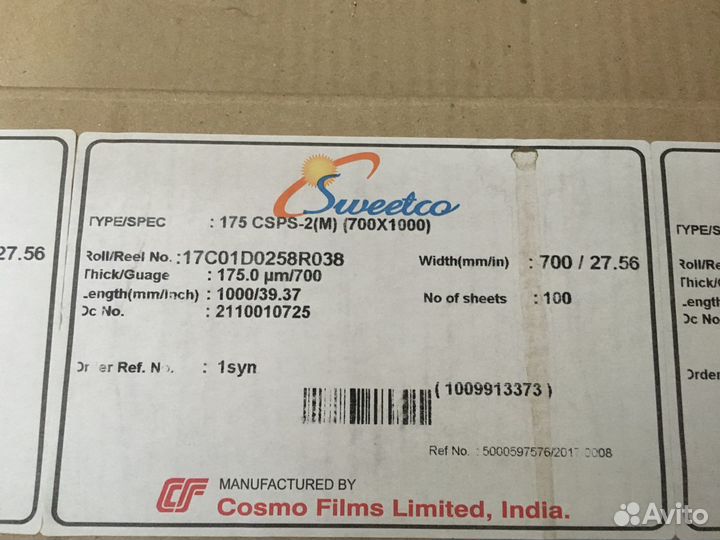 Sweetco
TYPE/SPEC : 175 CSPS-2(M) (700X1000)
Roll/Reel No. :17C01D0258R038 Width(mm/in) : 700 / 27.56
Thick/Guage : 175.0 µm/700
Length(mm/inch) : 1000/39.37 No of sheets : 100
Dc No. : 2110010725
Order Ref. No. : 1syn
( 1009913373 )
Ref No. : 5000597576/2017
CF MANUFACTURED BY
Cosmo Films Limited, India.
27.56
TYPE/S
Roll/Re
Thick/
Length
Dc No.
Order
Avito